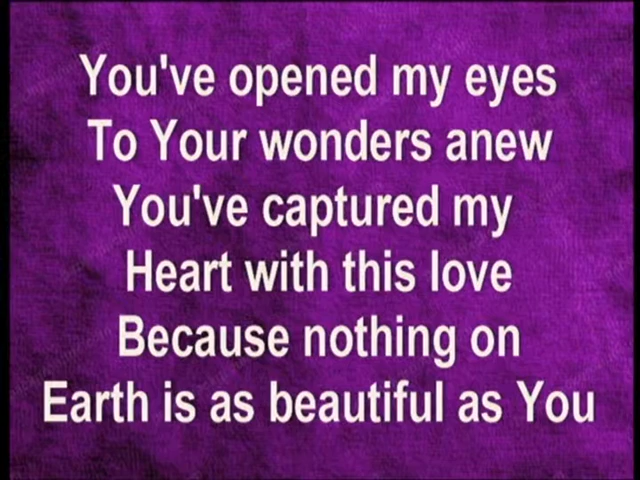 You've opened my eyes
To Your wonders anew
You've captured my
Heart with this love
Because nothing on
Earth is as beautiful as You